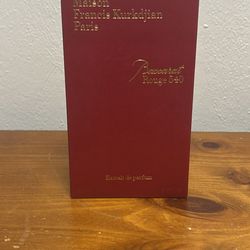 Maison
Francis Kurkdjian
Paris
Baccarat
Rouge 540
Extrait de parfum